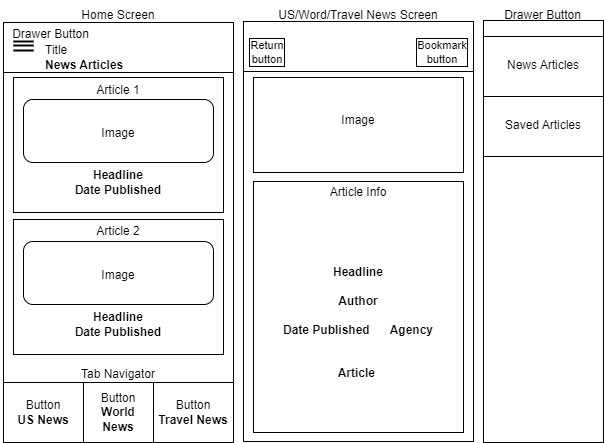 Home Screen
Drawer Button
Title
News Articles
Article 1
Image
Headline
Date Published
Article 2
Image
Headline
Date Published
Tab Navigator
Button
US News
Button
World
News
Button
Travel News
US/Word/Travel News Screen
Return
button
Bookmark
button
Image
Article Info
Headline
Author
Date Published Agency
Article
Drawer Button
News Articles
Saved Articles